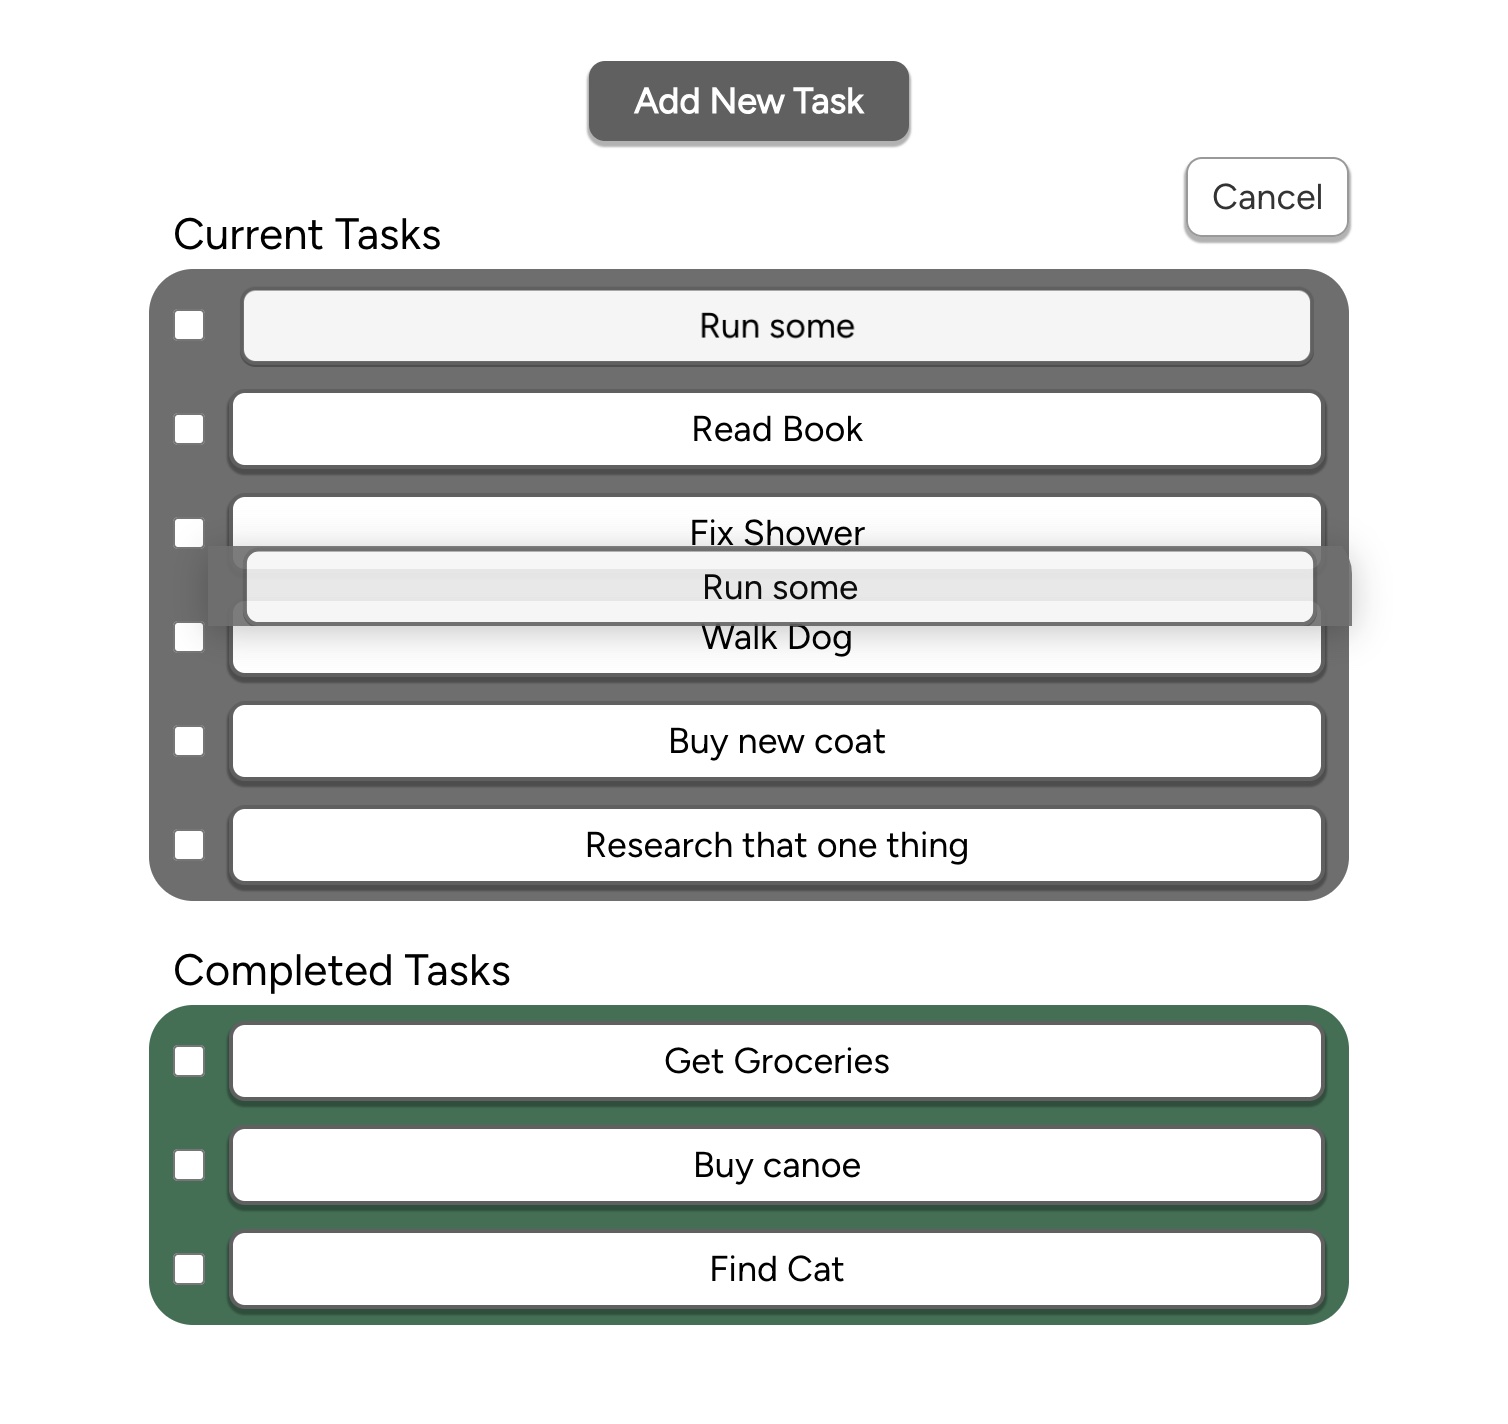 Add New Task
Cancel
Current Tasks
Run some
Read Book
Fix Shower
Run some
Walk Dog
Buy new coat
Research that one thing
Completed Tasks
Get Groceries
Buy canoe
Find Cat